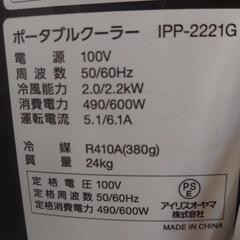 ポータブルクーラー IPP-2221G
電源 100V
周波数 50/60Hz
冷風能力 2.0/2.2kW
消費電力 490/600W
運転電流 5.1/6.1A
冷媒 R410A(380g)
質量 24kg
定格電圧 100V
定格周波数 50/60Hz
定格消費電力 490/600W
PS
E
アイリスオーヤマ
株式会社
MADE IN CHINA